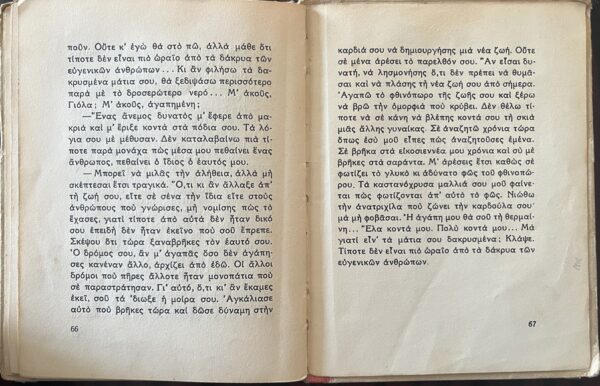 ποῦν. Οὔτε κ' ἐγὼ θὰ στὸ πῶ, ἀλλὰ μάθε ὅτι
τίποτε δὲν εἶναι πιὸ ὡραῖο ἀπὸ τὰ δάκρυα τῶν
εὐγενικῶν ἀνθρώπων... Κι ἂν φιλήσω τὰ δα-
κρυσμένα μάτια σου, θὰ ξεδιψάσω περισσότερο
παρὰ μὲ τὸ δροσερώτερο νερό... Μ' ἀκοῦς,
Γιόλα; Μ' ἀκοῦς, ἀγαπημένη;
—Ἕνας ἄνεμος δυνατὸς μ' ἔφερε ἀπὸ μα-
κριὰ καὶ μ' ἔριξε κοντὰ στὰ πόδια σου. Τὰ λό-
για σου μὲ μέθυσαν. Δὲν καταλαβαίνω πιὰ τί-
ποτε παρὰ μονάχα πὼς μέσα μου πεθαίνει ἕνας
ἄνθρωπος, πεθαίνει ὁ ἴδιος ὁ ἑαυτός μου.
— Μπορεῖ νὰ μιλᾶς τὴν ἀλήθεια, ἀλλὰ μὴ
σκέπτεσαι ἔτσι τραγικά. Ὅ,τι κι ἂν ἄλλαξε ἀπ'
τὴ ζωή σου, εἴτε σὲ σένα τὴν ἴδια εἴτε στοὺς
ἀνθρώπους ποὺ γνώρισες, μὴ νομίσης πὼς τὸ
ἔχασες, γιατὶ τίποτε ἀπὸ αὐτὰ δὲν ἦταν δικό
σου ἐπειδὴ δὲν ἦταν ἐκεῖνο ποὺ σοῦ ἔπρεπε.
Σκέψου ὅτι τώρα ξαναβρῆκες τὸν ἑαυτό σου.
Ὁ δρόμος σου, ἂν μ' ἀγαπᾶς ὅσο δὲν ἀγάπη-
σες κανέναν ἄλλο, ἀρχίζει ἀπὸ ἐδῶ. Οἱ ἄλλοι
δρόμοι ποὺ πῆρες ἄλλοτε ἦταν μονοπάτια ποὺ
σὲ παραστράτησαν. Γι' αὐτό, ὅ,τι κι ἂν ἔκαμες
ἐκεῖ, σοῦ τά 'διωξε ἡ μοῖρα σου. Ἀγκάλιασε
αὐτὸ ποὺ βρῆκες τώρα καὶ δῶσε δύναμη στὴν
66
καρδιά σου νὰ δημιουργήσης μιὰ νέα ζωή. Οὔτε
σὲ μένα ἀρέσει τὸ παρελθόν σου. Ἂν εἶσαι δυ-
νατή, νὰ λησμονήσης ὅ,τι δὲν πρέπει νὰ θυμᾶ-
σαι καὶ νὰ πλάσης τὴ νέα ζωή σου ἀπὸ σήμερα.
Ἀγαπῶ τὸ φθινόπωρο τῆς ζωῆς σου καὶ ξέρω
νὰ βρῶ τὴν ὀμορφιὰ ποὺ κρύβει. Δὲν θέλω τίπο-
τε νὰ σὲ κάνη νὰ βλέπης κοντά σου τὴ σκιὰ
μιᾶς ἄλλης γυναίκας. Σὲ ἀναζητῶ χρόνια τώρα
ὅπως ἐσὺ μοῦ εἶπες πὼς ἀναζητοῦσες ἐμένα.
Σὲ βρῆκα στὰ εἰκοσιεννέα μου χρόνια καὶ σὺ μὲ
βρῆκες στὰ σαράντα. Μ' ἀρέσεις ἔτσι καθὼς σὲ
φωτίζει τὸ γλυκὸ κι ἀδύνατο φῶς τοῦ φθινοπώ-
ρου. Τὰ καστανόχρυσα μαλλιά σου μοῦ φαίνε-
ται πὼς φωτίζονται ἀπ' αὐτὸ τὸ φῶς. Νιώθω
τὴν ἀνατριχίλα ποὺ ζώνει τὴν καρδούλα σου·
μὰ μὴ φοβᾶσαι. Ἡ ἀγάπη μου θὰ σοῦ τὴ θερμαί-
νη... Ἔλα κοντά μου. Πολὺ κοντά μου... Μὰ
γιατί εἶν' τὰ μάτια σου δακρυσμένα; Κλάψε.
Τίποτε δὲν εἶναι πιὸ ὡραῖο ἀπὸ τὰ δάκρυα τῶν
εὐγενικῶν ἀνθρώπων.
67